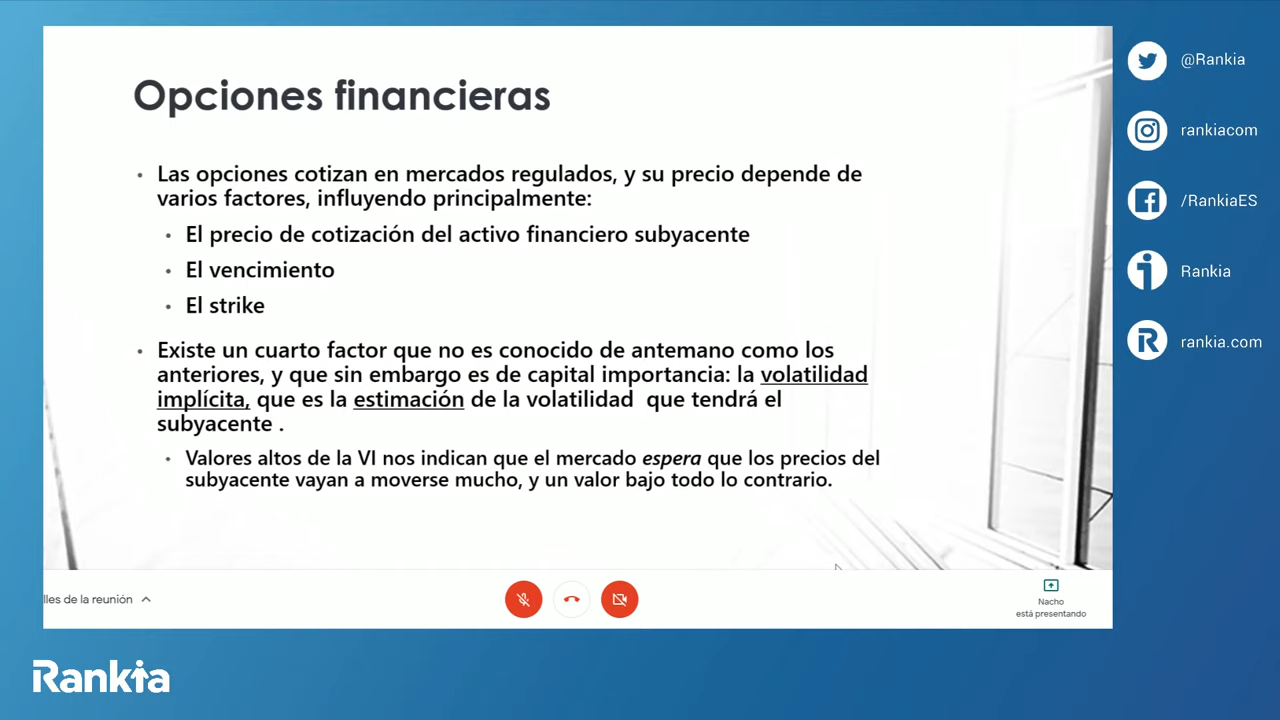 Opciones financieras
Las opciones cotizan en mercados regulados, y su precio depende de
varios factores, influyendo principalmente:
El precio de cotización del activo financiero subyacente
El vencimiento
El strike
Existe un cuarto factor que no es conocido de antemano como los
anteriores, y que sin embargo es de capital importancia: la volatilidad
implícita, que es la estimación de la volatilidad que tendrá el
subyacente .
Valores altos de la VI nos indican que el mercado espera que los precios del
subyacente vayan a moverse mucho, y un valor bajo todo lo contrario.
lles de la reunión
Nacho
está presentando
@Rankia
rankiacom
/RankiaES
Rankia
rankia.com
Rankia